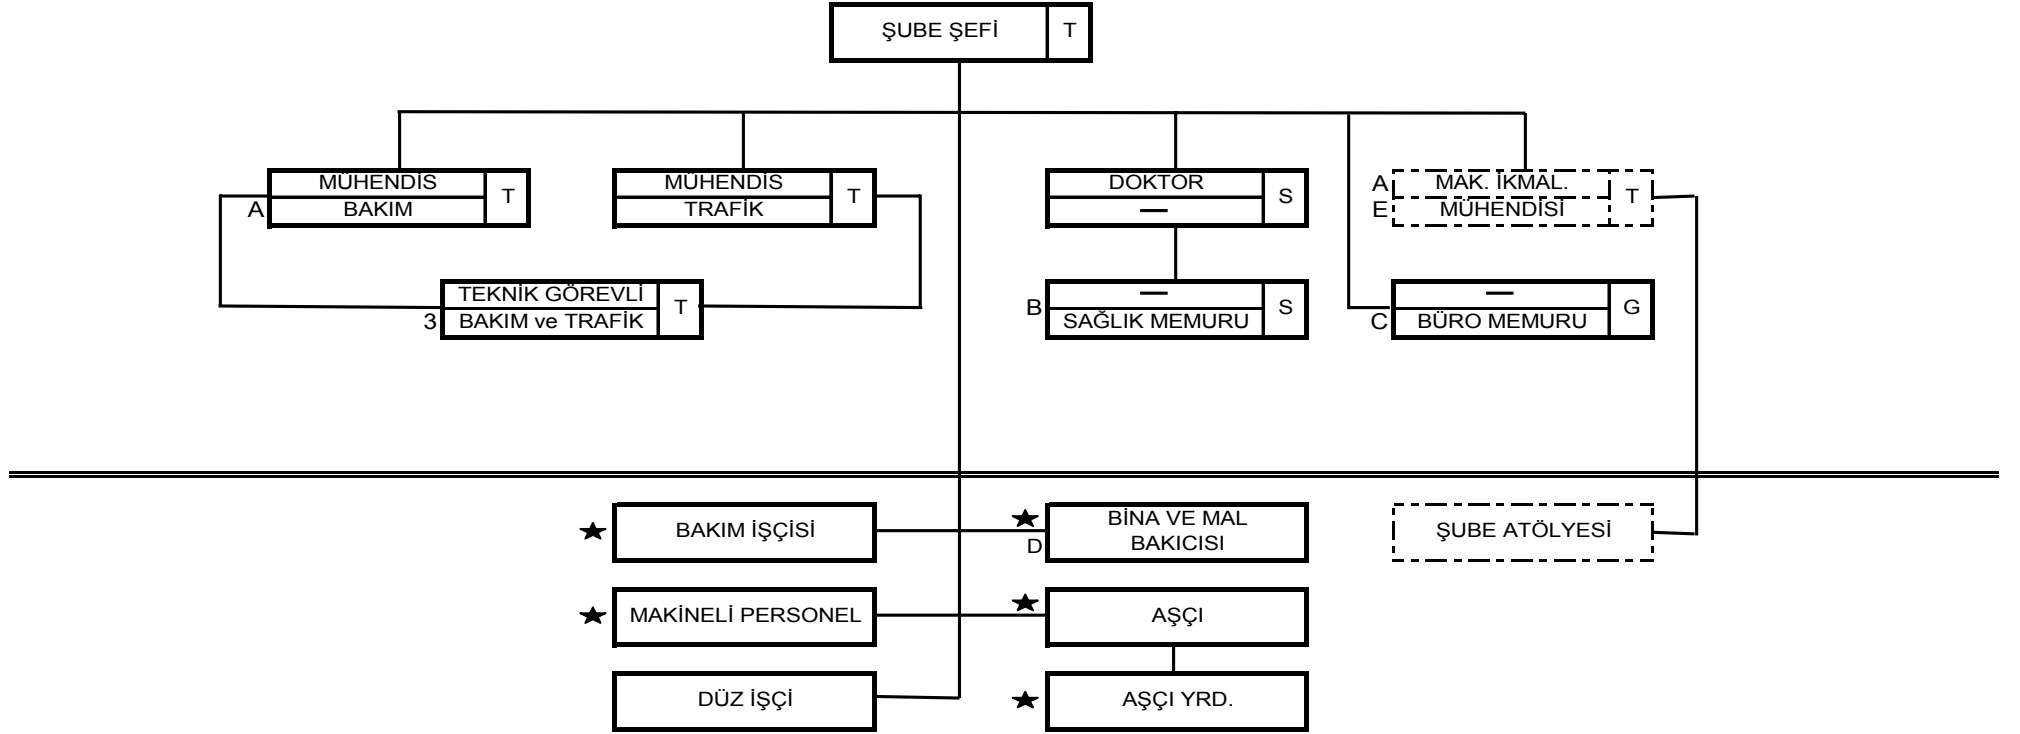 ŞUBE ŞEFİ T
MÜHENDİS
BAKIM
T
A
MÜHENDİS
TRAFİK
T
DOKTOR
—
S
A
E
MAK. İKMAL.
MÜHENDİSİ
T
TEKNİK GÖREVLİ
BAKIM ve TRAFİK
T
3
—
SAĞLIK MEMURU
S
B
—
BÜRO MEMURU
G
C
★ BAKIM İŞÇİSİ
★
D
BİNA VE MAL
BAKICISI
ŞUBE ATÖLYESİ
★ MAKİNELİ PERSONEL
★ AŞÇI
DÜZ İŞÇİ
★ AŞÇI YRD.